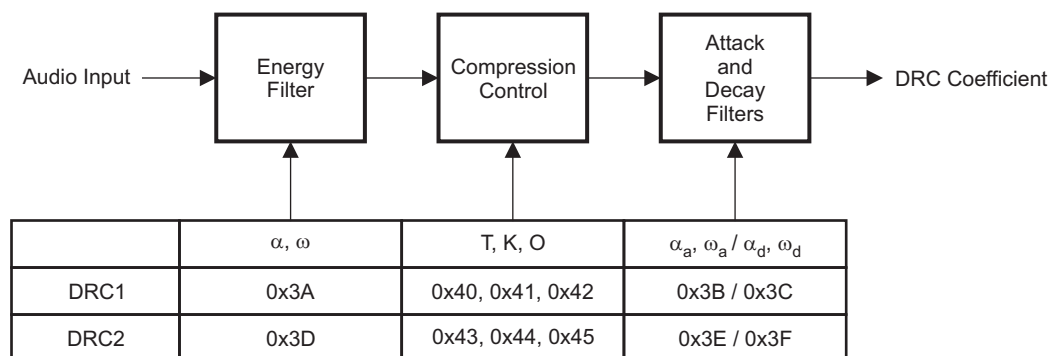 Audio Input
Energy
Filter
Compression
Control
Attack
and
Decay
Filters
DRC Coefficient
α, ω
T, K, O
αa, ωa / αd, ωd
DRC1
0x3A
0x40, 0x41, 0x42
0x3B / 0x3C
DRC2
0x3D
0x43, 0x44, 0x45
0x3E / 0x3F